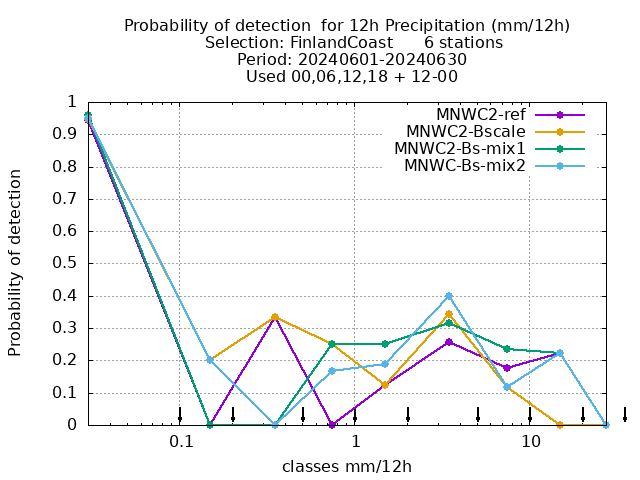 Probability of detection for 12h Precipitation (mm/12h)
Selection: FinlandCoast 6 stations
Period: 20240601-20240630
Used 00,06,12,18 + 12-00
MNWC2-ref
MNWC2-Bscale
MNWC2-Bs-mix1
MNWC-Bs-mix2
Probability of detection
1
0.9
0.8
0.7
0.6
0.5
0.4
0.3
0.2
0.1
0
0.1 1 10
classes mm/12h